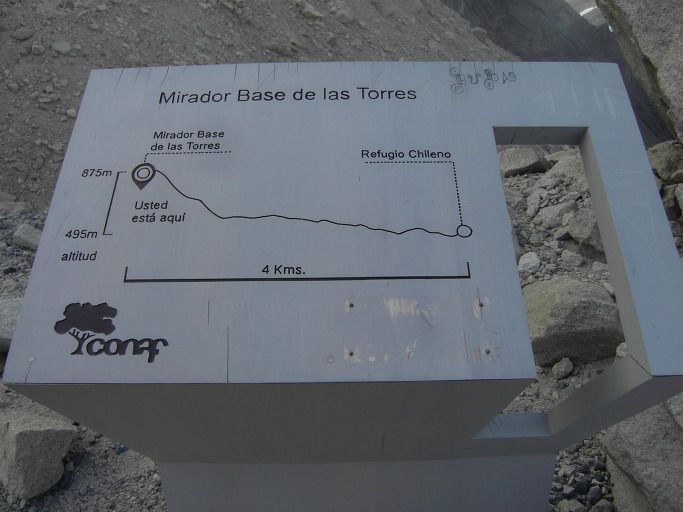 Mirador Base de las Torres
Mirador Base
de las Torres
Refugio Chileno
875m
Usted
está aquí
495m
altitud
4 Kms.
conaf